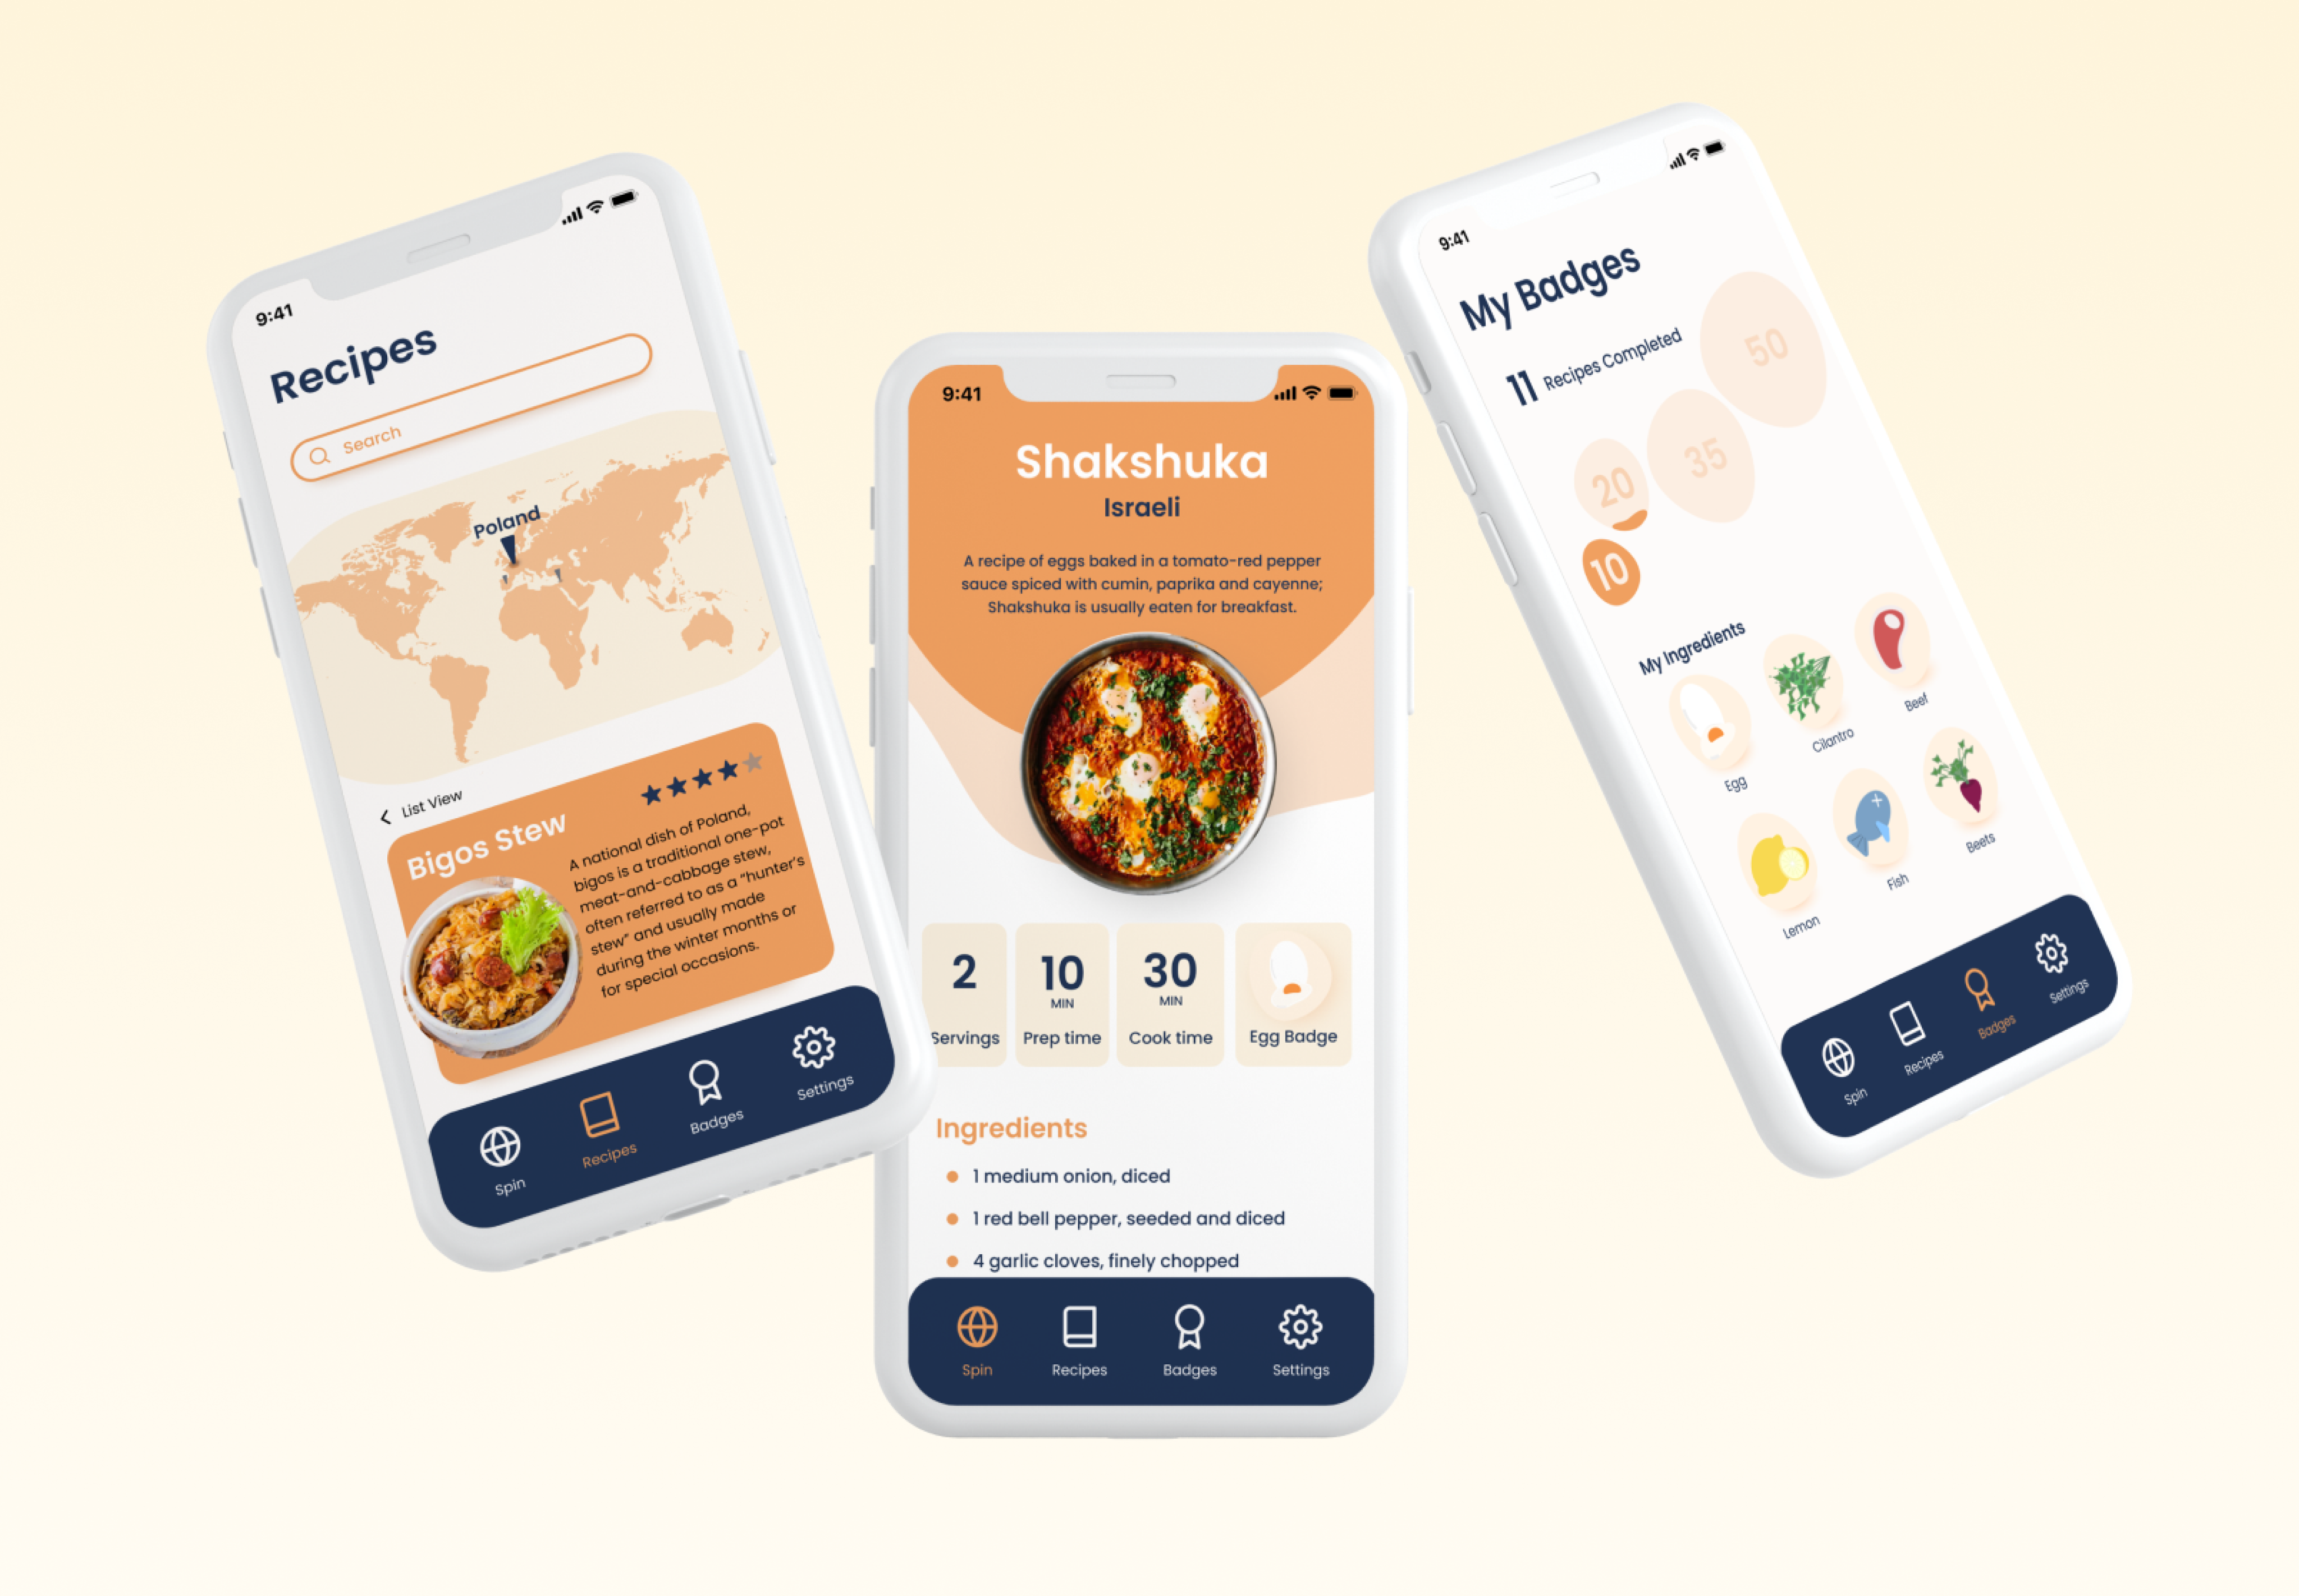 9:41
Recipes
Search
Poland
List View
Bigos Stew
A national dish of Poland,
bigos is a traditional one-pot
meat-and-cabbage stew,
often referred to as a “hunter’s
stew” and usually made
during the winter months or
for special occasions.
Spin
Recipes
Badges
Settings
9:41
Shakshuka
Israeli
A recipe of eggs baked in a tomato-red pepper
sauce spiced with cumin, paprika and cayenne;
Shakshuka is usually eaten for breakfast.
2
Servings
10
MIN
Prep time
30
MIN
Cook time
Egg Badge
Ingredients
1 medium onion, diced
1 red bell pepper, seeded and diced
4 garlic cloves, finely chopped
Spin
Recipes
Badges
Settings
9:41
My Badges
11 Recipes Completed
50
35
20
10
My Ingredients
Egg
Cilantro
Beef
Lemon
Fish
Beets
Spin
Recipes
Badges
Settings